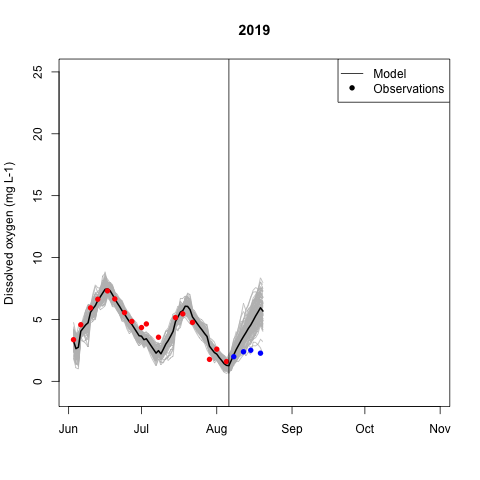 2019
Model
Observations
Dissolved oxygen (mg L-1)
25
20
15
10
5
0
Jun Jul Aug Sep Oct Nov